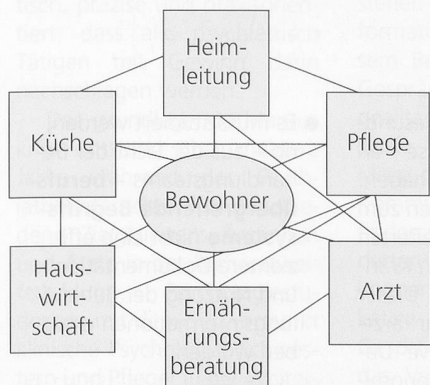 Heim-
leitung
Küche
Pflege
Bewohner
Haus-
wirt-
schaft
Arzt
Ernäh-
rungs-
beratung